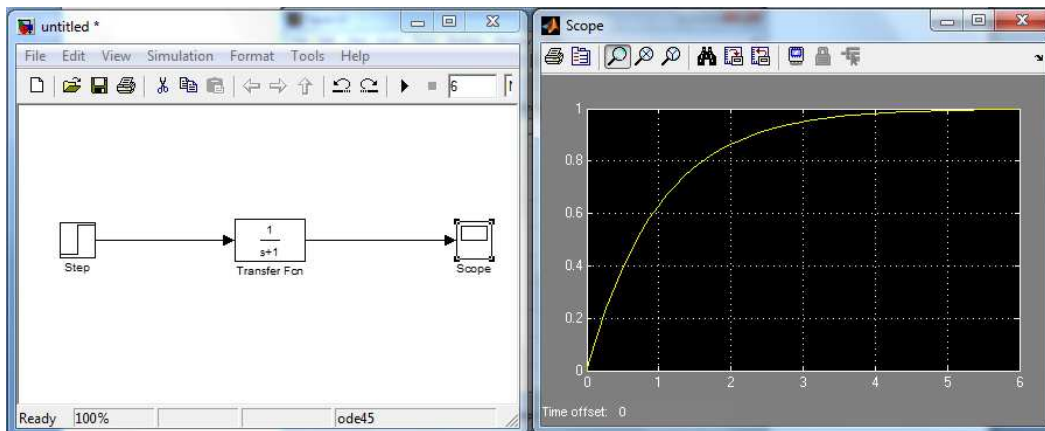 untitled *
File Edit View Simulation Format Tools Help
6
1
s+1
Step
Transfer Fcn
Scope
Ready 100% ode45
Scope
1
0.8
0.6
0.4
0.2
0
0 1 2 3 4 5 6
Time offset: 0